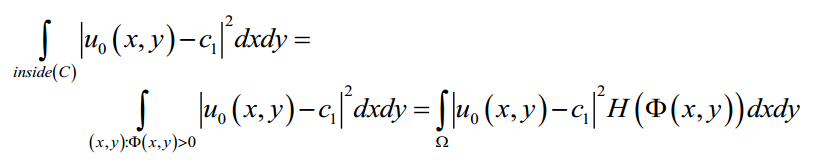 ∫_{inside(C)} |u₀(x,y)−c₁|² dxdy =
∫_{(x,y):Φ(x,y)>0} |u₀(x,y)−c₁|² dxdy = ∫_Ω |u₀(x,y)−c₁|² H(Φ(x,y))dxdy